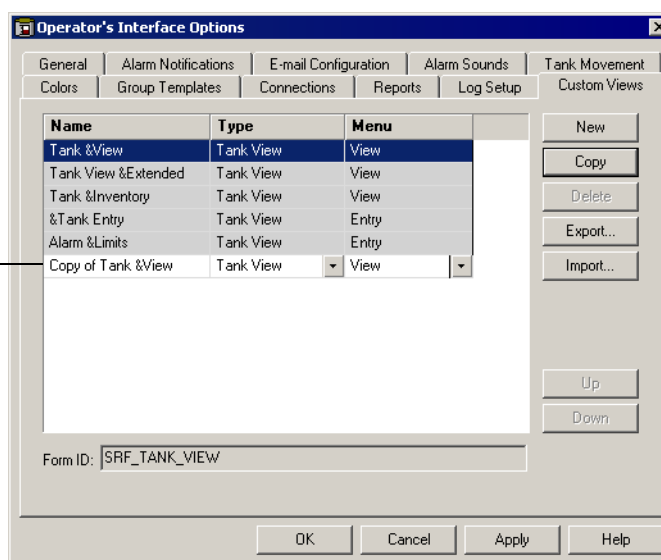 Operator's Interface Options
General Alarm Notifications E-mail Configuration Alarm Sounds Tank Movement
Colors Group Templates Connections Reports Log Setup Custom Views
Name Type Menu
Tank &View Tank View View
Tank View &Extended Tank View View
Tank &Inventory Tank View View
&Tank Entry Tank View Entry
Alarm &Limits Tank View Entry
Copy of Tank &View Tank View View
New
Copy
Delete
Export...
Import...
Up
Down
Form ID: SRF_TANK_VIEW
OK Cancel Apply Help